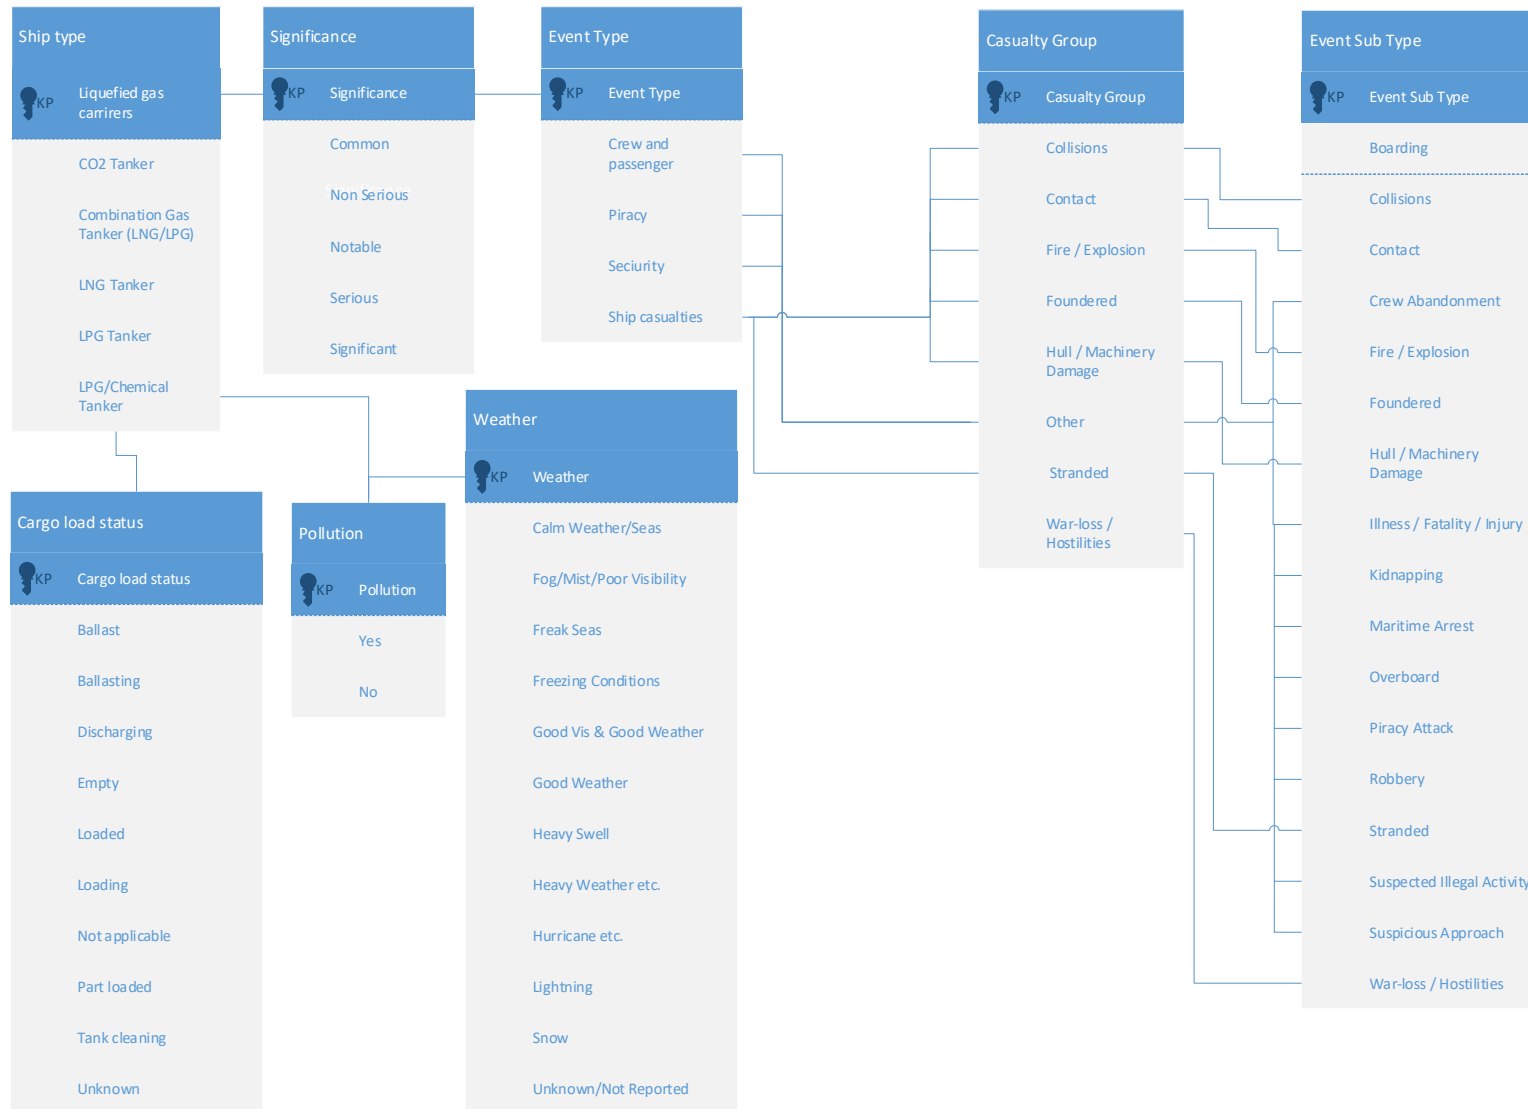 Ship type
KP
Liquefied gas
carrirers
CO2 Tanker
Combination Gas
Tanker (LNG/LPG)
LNG Tanker
LPG Tanker
LPG/Chemical
Tanker
Significance
KP
Significance
Common
Non Serious
Notable
Serious
Significant
Event Type
KP
Event Type
Crew and
passenger
Piracy
Seciurity
Ship casualties
Casualty Group
KP
Casualty Group
Collisions
Contact
Fire / Explosion
Foundered
Hull / Machinery
Damage
Other
Stranded
War-loss /
Hostilities
Event Sub Type
KP
Event Sub Type
Boarding
Collisions
Contact
Crew Abandonment
Fire / Explosion
Foundered
Hull / Machinery
Damage
Illness / Fatality / Injury
Kidnapping
Maritime Arrest
Overboard
Piracy Attack
Robbery
Stranded
Suspected Illegal Activity
Suspicious Approach
War-loss / Hostilities
Cargo load status
KP
Cargo load status
Ballast
Ballasting
Discharging
Empty
Loaded
Loading
Not applicable
Part loaded
Tank cleaning
Unknown
Pollution
KP
Pollution
Yes
No
Weather
KP
Weather
Calm Weather/Seas
Fog/Mist/Poor Visibility
Freak Seas
Freezing Conditions
Good Vis & Good Weather
Good Weather
Heavy Swell
Heavy Weather etc.
Hurricane etc.
Lightning
Snow
Unknown/Not Reported